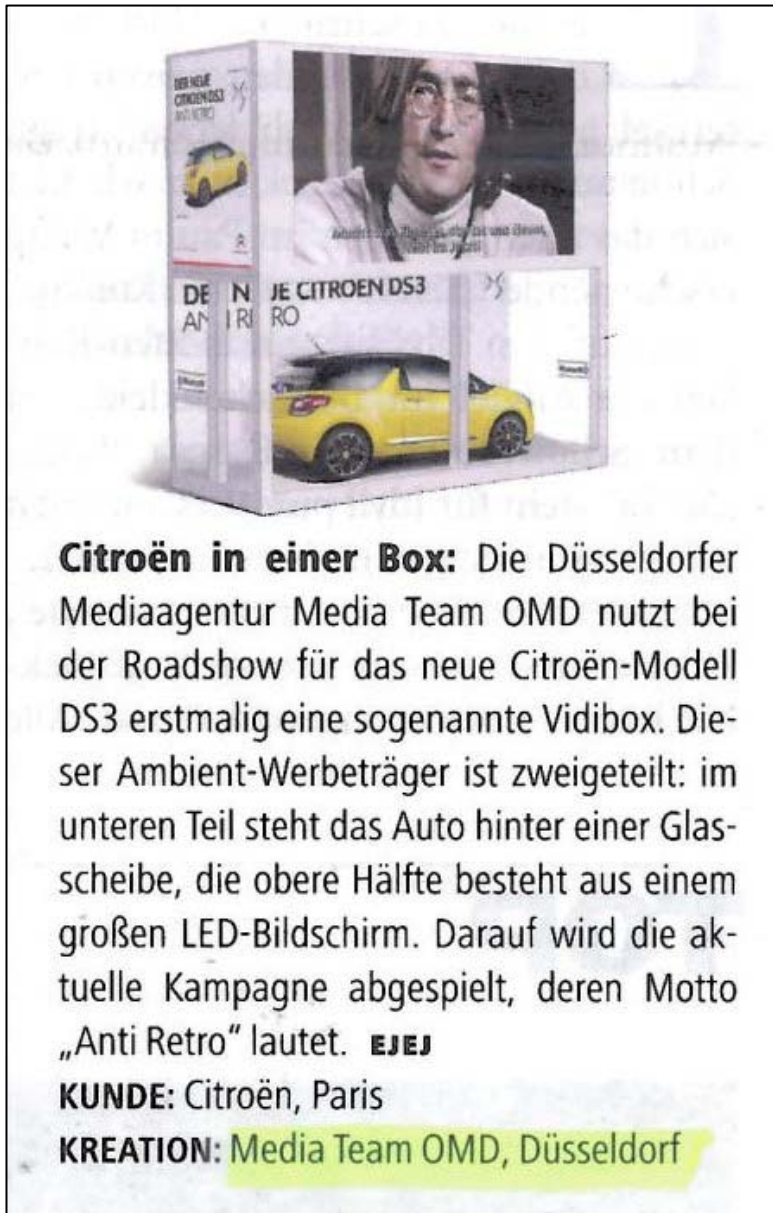 DER NEUE
CITROEN DS3
ANTI RETRO
DE N JE CITROEN DS3
AN I RE RO
Citroën in einer Box: Die Düsseldorfer
Mediaagentur Media Team OMD nutzt bei
der Roadshow für das neue Citroën-Modell
DS3 erstmalig eine sogenannte Vidibox. Die-
ser Ambient-Werbeträger ist zweigeteilt: im
unteren Teil steht das Auto hinter einer Glas-
scheibe, die obere Hälfte besteht aus einem
großen LED-Bildschirm. Darauf wird die ak-
tuelle Kampagne abgespielt, deren Motto
„Anti Retro“ lautet. EJEJ
KUNDE: Citroën, Paris
KREATION: Media Team OMD, Düsseldorf